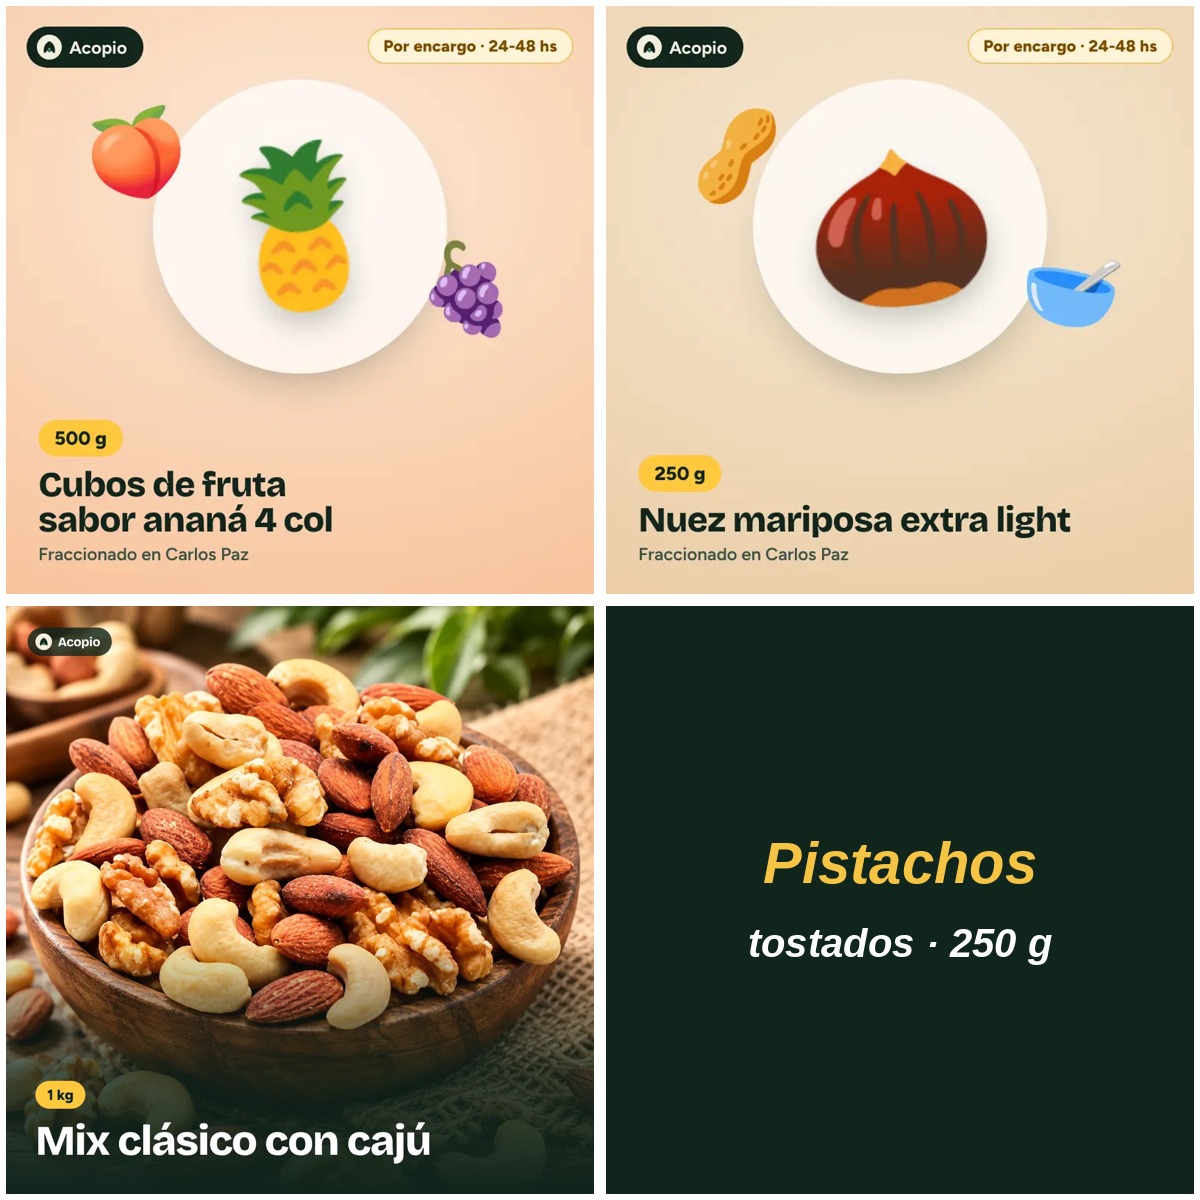 Acopio
Por encargo · 24-48 hs
500 g
Cubos de fruta
sabor ananá 4 col
Fraccionado en Carlos Paz
Acopio
Por encargo · 24-48 hs
250 g
Nuez mariposa extra light
Fraccionado en Carlos Paz
Acopio
1 kg
Mix clásico con cajú
Pistachos
tostados · 250 g